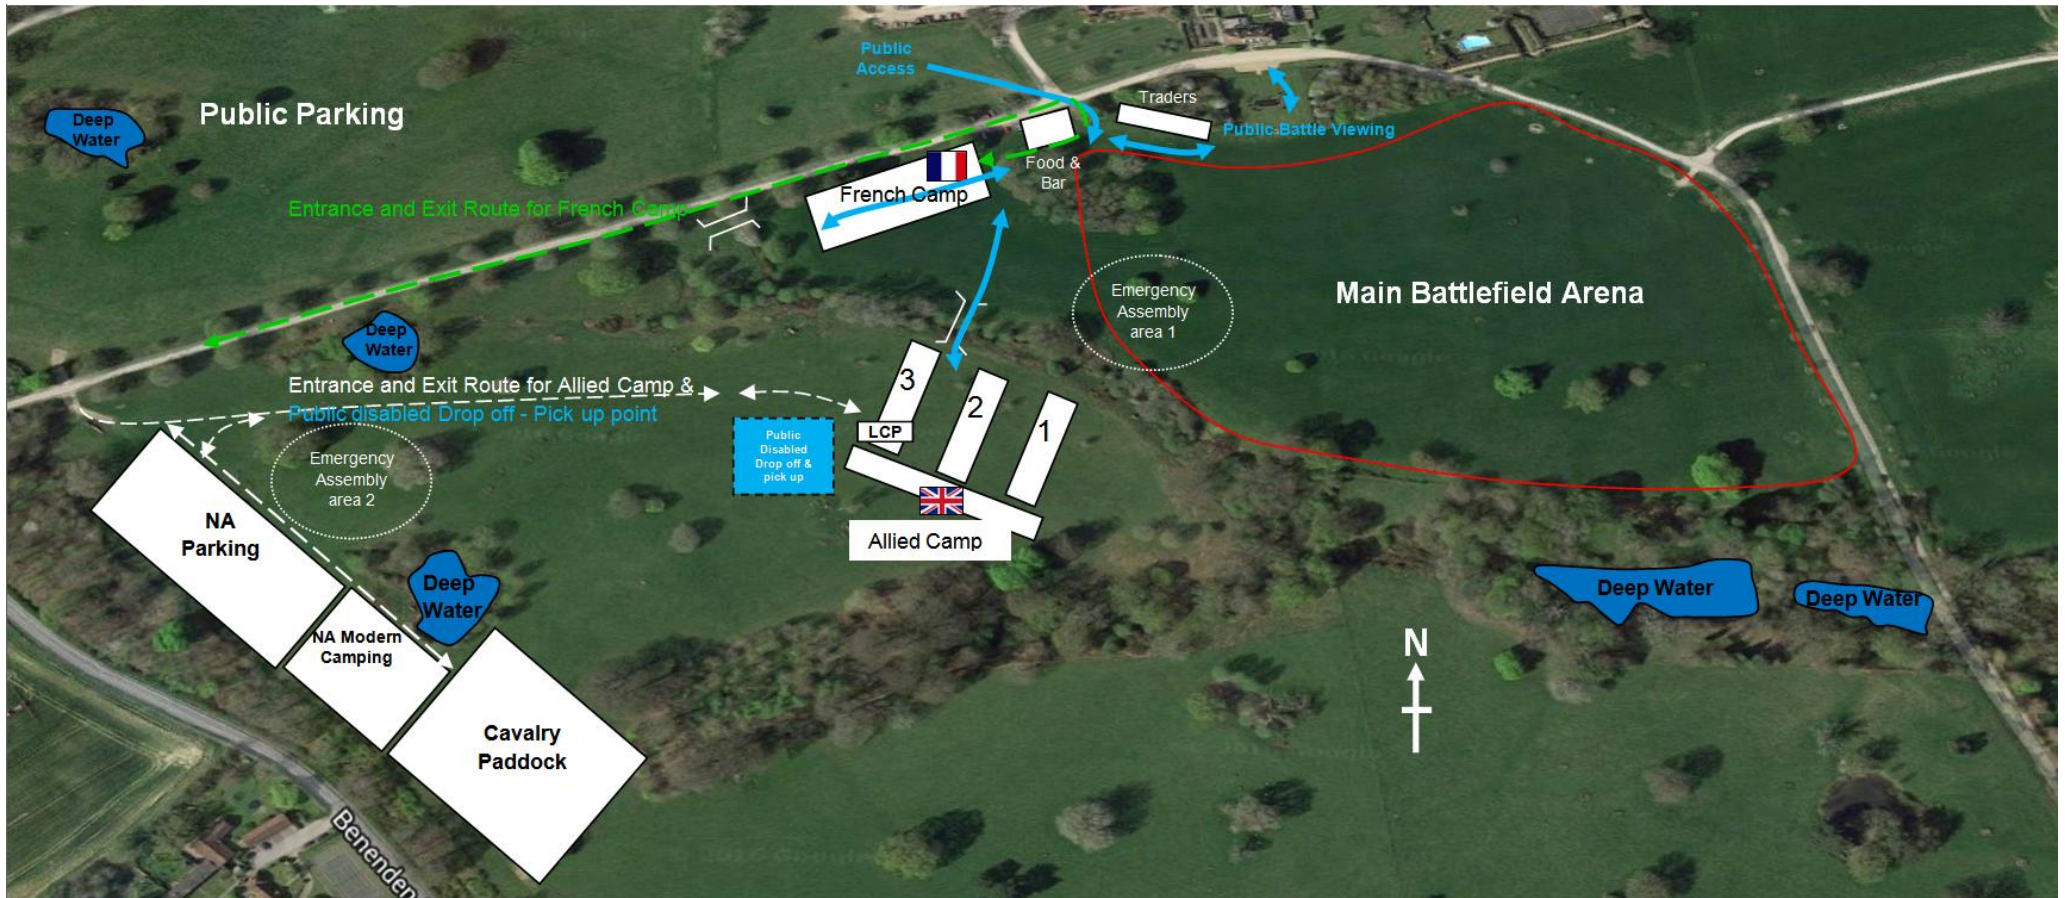 Public
Access
Public Parking
Deep
Water
Traders
Public Battle Viewing
Food &
Bar
French Camp
Entrance and Exit Route for French Camp
Emergency
Assembly
area 1
Main Battlefield Arena
Deep
Water
Entrance and Exit Route for Allied Camp &
Public disabled Drop off - Pick up point
3
2
1
LCP
Public
Disabled
Drop off &
pick up
Emergency
Assembly
area 2
Allied Camp
NA
Parking
Deep
Water
NA Modern
Camping
Cavalry
Paddock
Deep Water
Deep Water
N
Benenden